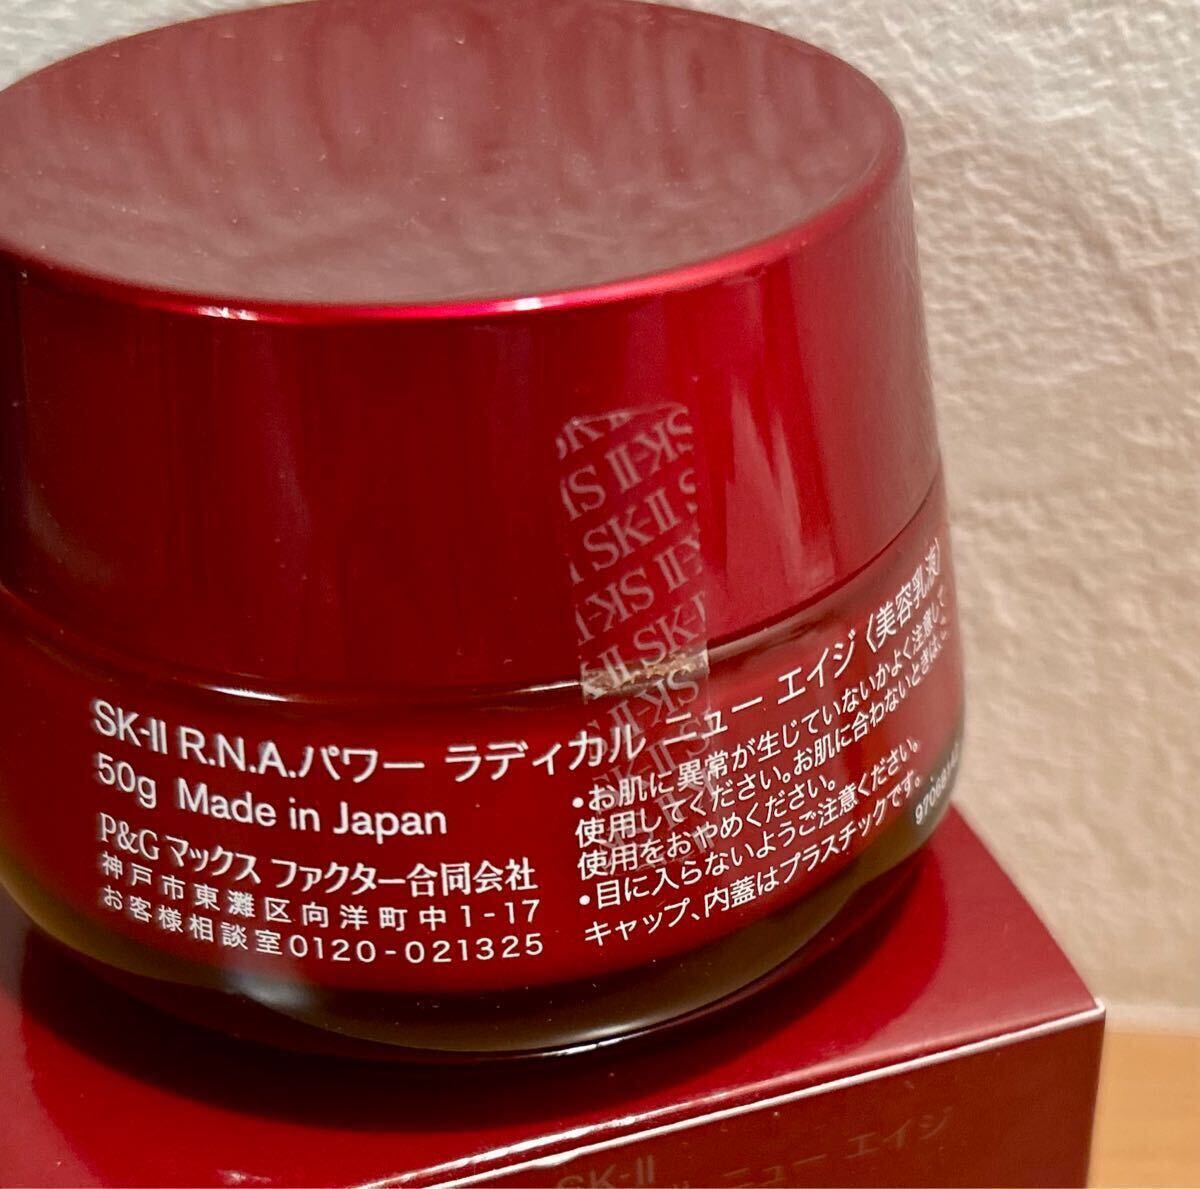 SK-II R.N.A.パワー ラディカル ニュー エイジ〈美容乳液〉
50g Made in Japan
P&G マックス ファクター合同会社
神戸市東灘区向洋町中1-17
お客様相談室0120-021325
•お肌に異常が生じていないかよく注意して
使用してください。お肌に合わないときは、ご
使用をおやめください。
•目に入らないようご注意ください。
キャップ、内蓋はプラスチックです。
SK-II
SK-II
SK-II
SK-II
SK-II
ニュー エイジ